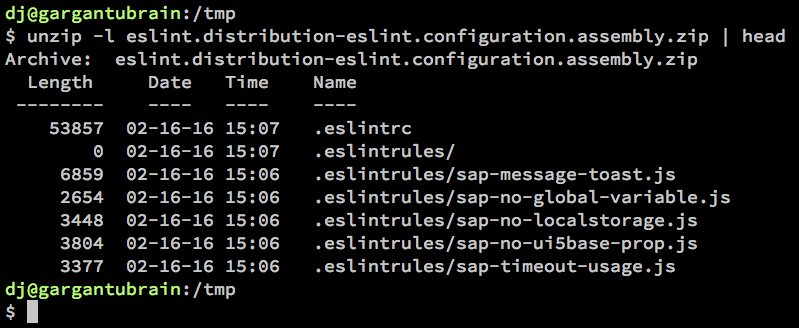 dj@gargantubrain:/tmp
$ unzip -l eslint.distribution-eslint.configuration.assembly.zip | head
Archive:  eslint.distribution-eslint.configuration.assembly.zip
  Length      Date    Time    Name
 --------    ----    ----    ----
    53857  02-16-16 15:07   .eslintrc
        0  02-16-16 15:07   .eslintrules/
     6859  02-16-16 15:06   .eslintrules/sap-message-toast.js
     2654  02-16-16 15:06   .eslintrules/sap-no-global-variable.js
     3448  02-16-16 15:06   .eslintrules/sap-no-localstorage.js
     3804  02-16-16 15:06   .eslintrules/sap-no-ui5base-prop.js
     3377  02-16-16 15:06   .eslintrules/sap-timeout-usage.js
dj@gargantubrain:/tmp
$